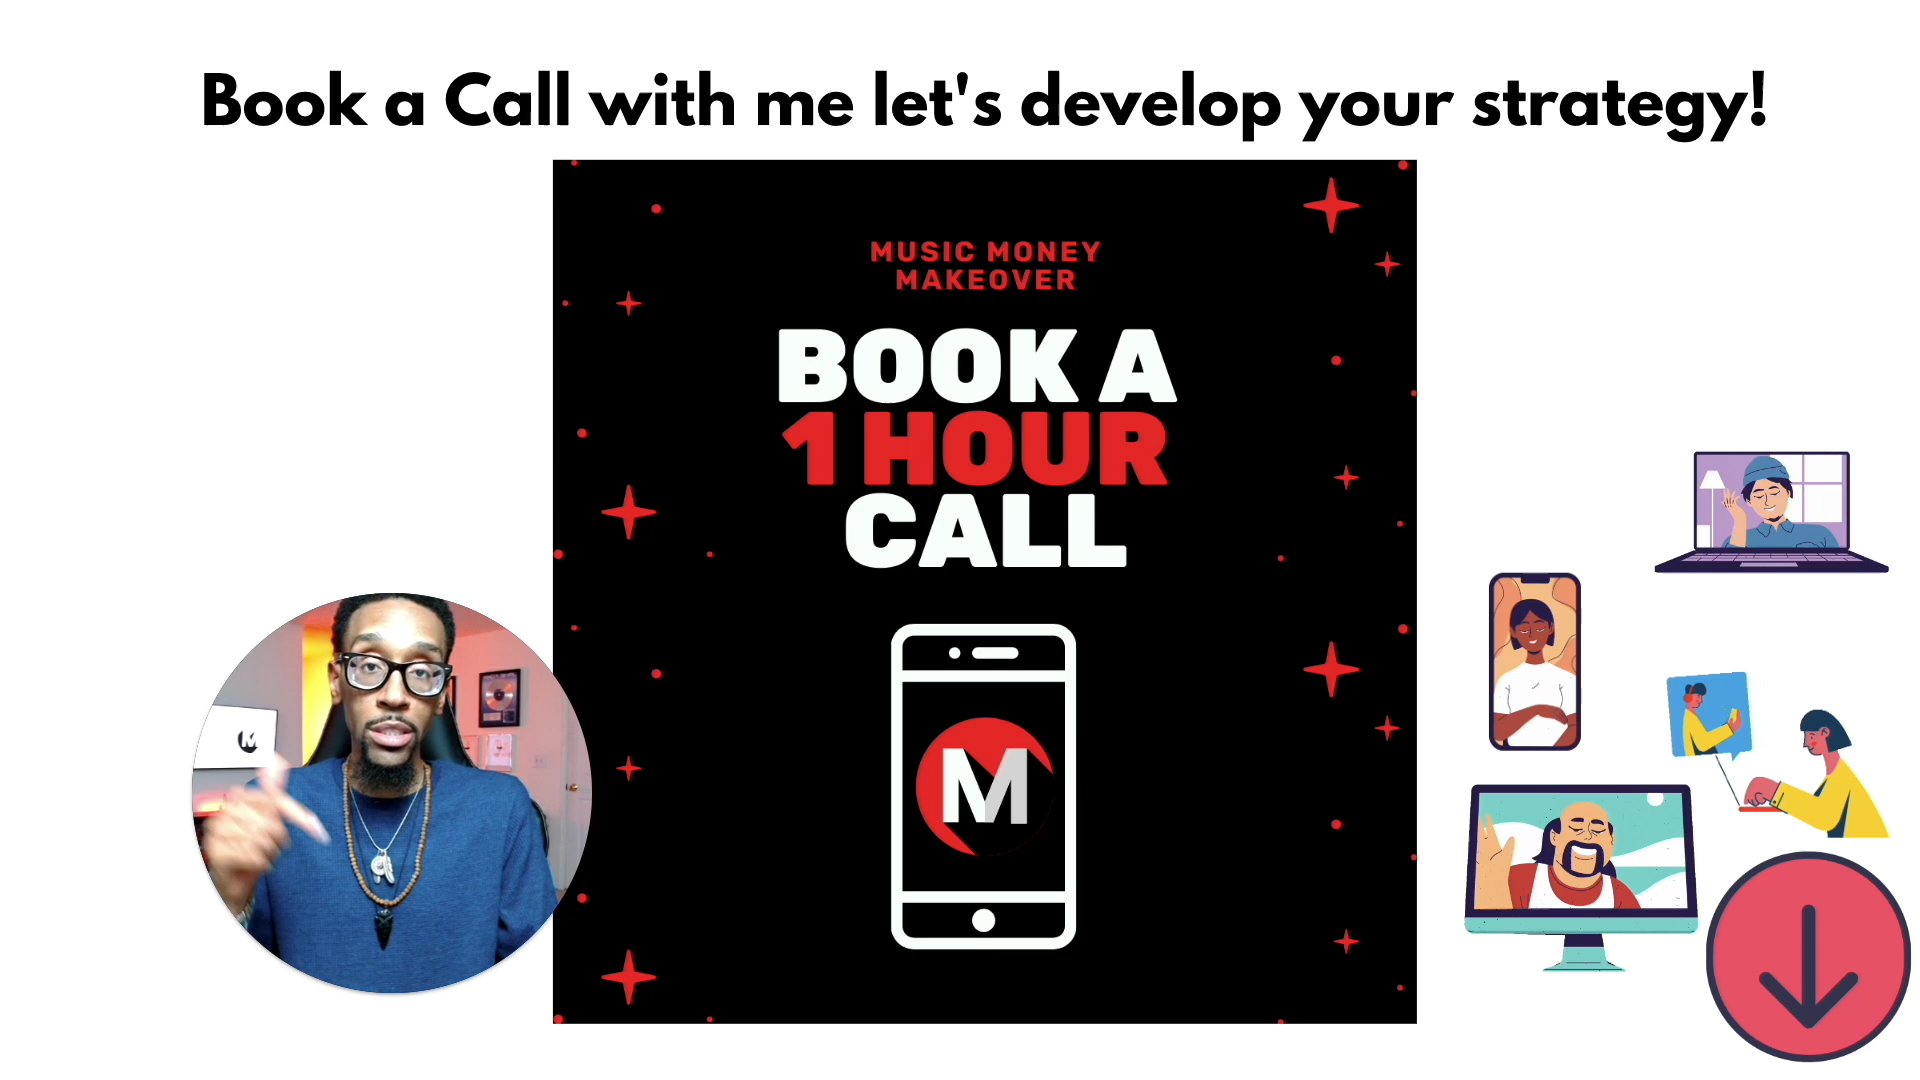 Book a Call with me let's develop your strategy!
MUSIC MONEY
MAKEOVER
BOOK A
1 HOUR
CALL
M
M